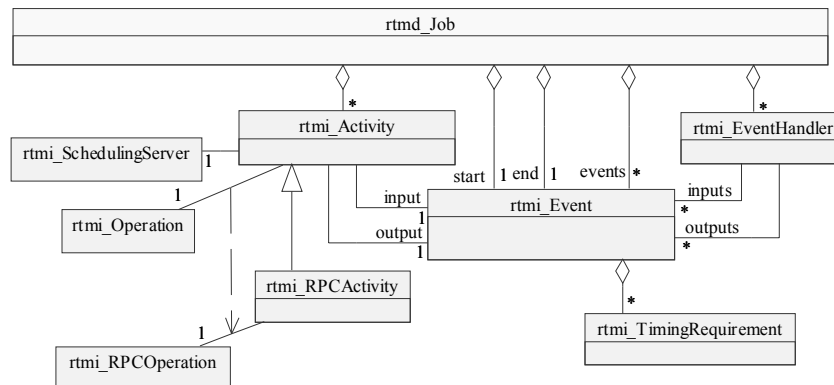 rtmd_Job
*
*
rtmi_Activity
rtmi_EventHandler
rtmi_SchedulingServer
1
start
1
end
1
events
*
inputs
*
1
input
1
rtmi_Event
rtmi_Operation
output
1
outputs
*
rtmi_RPCActivity
*
rtmi_TimingRequirement
1
rtmi_RPCOperation